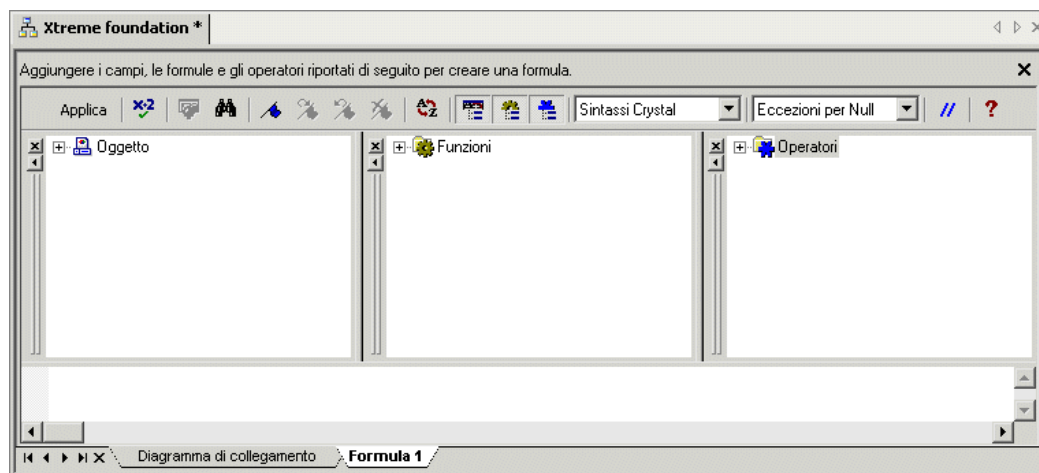 Xtreme foundation *
Aggiungere i campi, le formule e gli operatori riportati di seguito per creare una formula.
Applica x+2 A Z Sintassi Crystal Eccezioni per Null // ?
Oggetto Funzioni Operatori
Diagramma di collegamento Formula 1